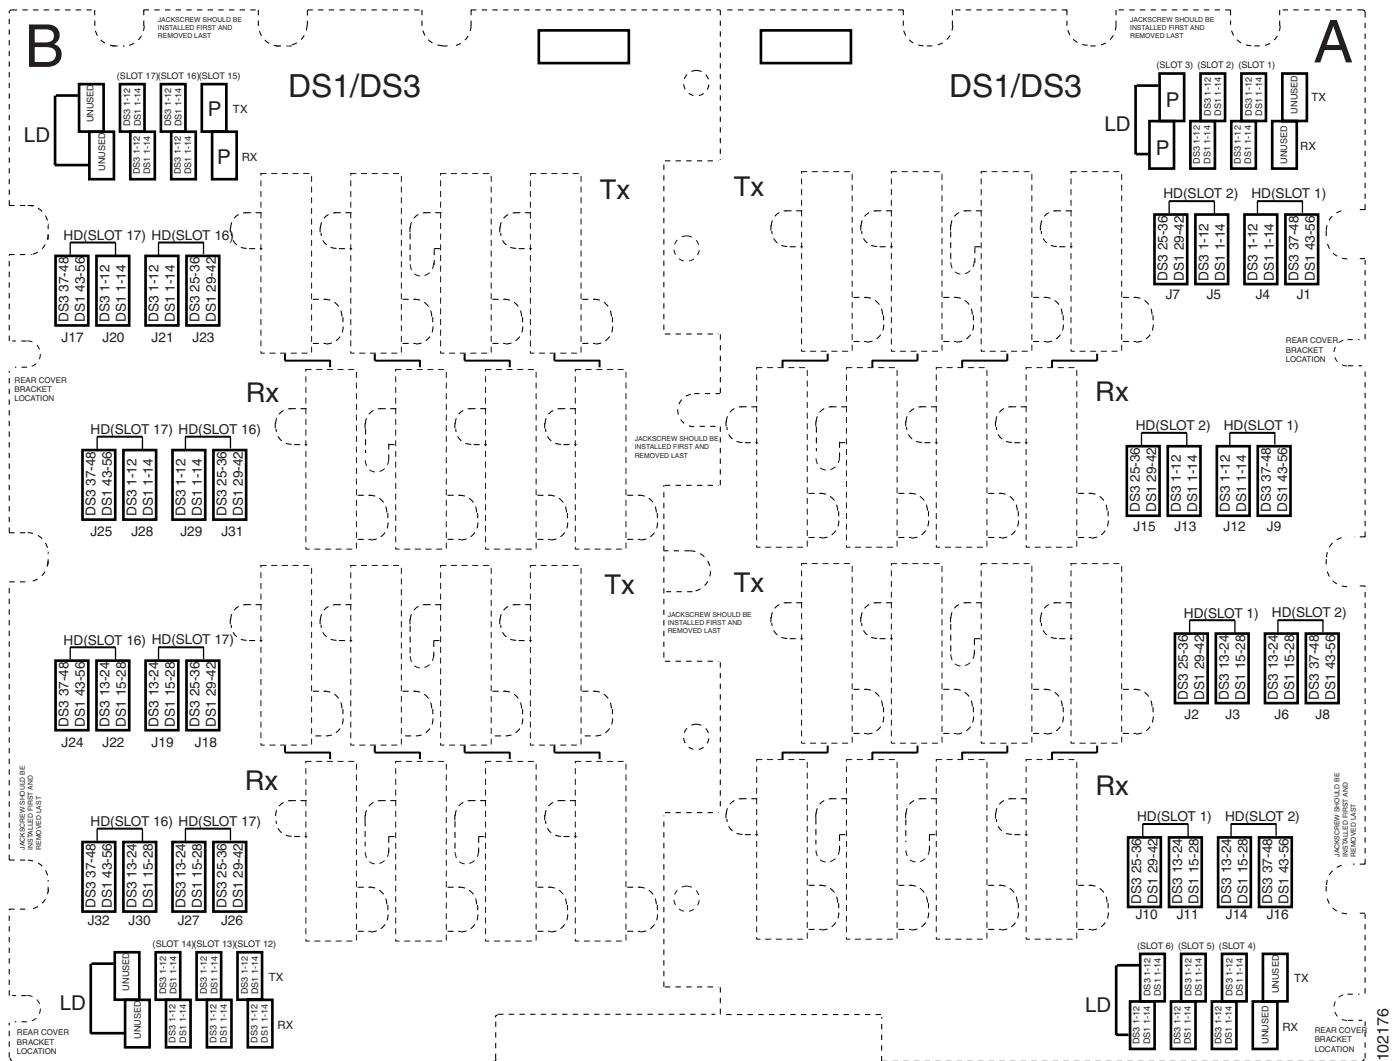 B
JACKSCREW SHOULD BE
INSTALLED FIRST AND
REMOVED LAST
DS1/DS3
(SLOT 17)(SLOT 16)(SLOT 15)
UNUSED
DS3 1-12
DS1 1-14
DS3 1-12
DS1 1-14
P
TX
LD
UNUSED
DS3 1-12
DS1 1-14
DS3 1-12
DS1 1-14
P
RX
Tx
HD(SLOT 17)
HD(SLOT 16)
DS3 37-48
DS1 43-56
DS3 1-12
DS1 1-14
DS3 1-12
DS1 1-14
DS3 25-36
DS1 29-42
J17
J20
J21
J23
REAR COVER
BRACKET
LOCATION
Rx
HD(SLOT 17)
HD(SLOT 16)
DS3 37-48
DS1 43-56
DS3 1-12
DS1 1-14
DS3 1-12
DS1 1-14
DS3 25-36
DS1 29-42
J25
J28
J29
J31
JACKSCREW SHOULD BE
INSTALLED FIRST AND
REMOVED LAST
Tx
HD(SLOT 16)
HD(SLOT 17)
DS3 37-48
DS1 43-56
DS3 13-24
DS1 15-28
DS3 13-24
DS1 15-28
DS3 25-36
DS1 29-42
J24
J22
J19
J18
JACKSCREW SHOULD BE
INSTALLED FIRST AND
REMOVED LAST
Rx
HD(SLOT 16)
HD(SLOT 17)
DS3 37-48
DS1 43-56
DS3 13-24
DS1 15-28
DS3 13-24
DS1 15-28
DS3 25-36
DS1 29-42
J32
J30
J27
J26
(SLOT 14)(SLOT 13)(SLOT 12)
UNUSED
DS3 1-12
DS1 1-14
DS3 1-12
DS1 1-14
DS3 1-12
DS1 1-14
TX
LD
UNUSED
DS3 1-12
DS1 1-14
DS3 1-12
DS1 1-14
DS3 1-12
DS1 1-14
RX
REAR COVER
BRACKET
LOCATION
A
JACKSCREW SHOULD BE
INSTALLED FIRST AND
REMOVED LAST
DS1/DS3
(SLOT 3)
(SLOT 2)
(SLOT 1)
P
DS3 1-12
DS1 1-14
DS3 1-12
DS1 1-14
UNUSED
TX
LD
P
DS3 1-12
DS1 1-14
DS3 1-12
DS1 1-14
UNUSED
RX
Tx
HD(SLOT 2)
HD(SLOT 1)
DS3 25-36
DS1 29-42
DS3 1-12
DS1 1-14
DS3 1-12
DS1 1-14
DS3 37-48
DS1 43-56
J7
J5
J4
J1
REAR COVER
BRACKET
LOCATION
Rx
HD(SLOT 2)
HD(SLOT 1)
DS3 25-36
DS1 29-42
DS3 1-12
DS1 1-14
DS3 1-12
DS1 1-14
DS3 37-48
DS1 43-56
J15
J13
J12
J9
Tx
JACKSCREW SHOULD BE
INSTALLED FIRST AND
REMOVED LAST
HD(SLOT 1)
HD(SLOT 2)
DS3 25-36
DS1 29-42
DS3 13-24
DS1 15-28
DS3 13-24
DS1 15-28
DS3 37-48
DS1 43-56
J2
J3
J6
J8
JACKSCREW SHOULD BE
INSTALLED FIRST AND
REMOVED LAST
Rx
HD(SLOT 1)
HD(SLOT 2)
DS3 25-36
DS1 29-42
DS3 13-24
DS1 15-28
DS3 13-24
DS1 15-28
DS3 37-48
DS1 43-56
J10
J11
J14
J16
(SLOT 6)
(SLOT 5)
(SLOT 4)
DS3 1-12
DS1 1-14
DS3 1-12
DS1 1-14
DS3 1-12
DS1 1-14
UNUSED
TX
LD
DS3 1-12
DS1 1-14
DS3 1-12
DS1 1-14
DS3 1-12
DS1 1-14
UNUSED
RX
REAR COVER
BRACKET
LOCATION
102176